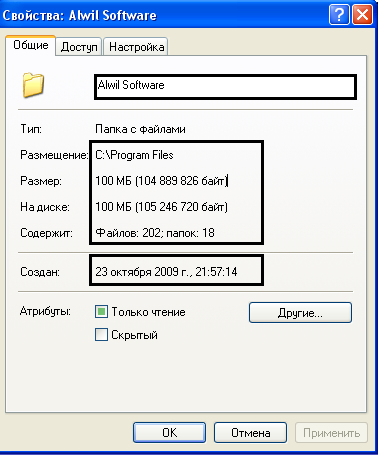 Свойства: Alwil Software
Общие Доступ Настройка
Alwil Software
Тип: Папка с файлами
Размещение: C:\Program Files
Размер: 100 МБ (104 889 826 байт)
На диске: 100 МБ (105 246 720 байт)
Содержит: Файлов: 202; папок: 18
Создан: 23 октября 2009 г., 21:57:14
Атрибуты: Только чтение Другие...
Скрытый
OK Отмена Применить